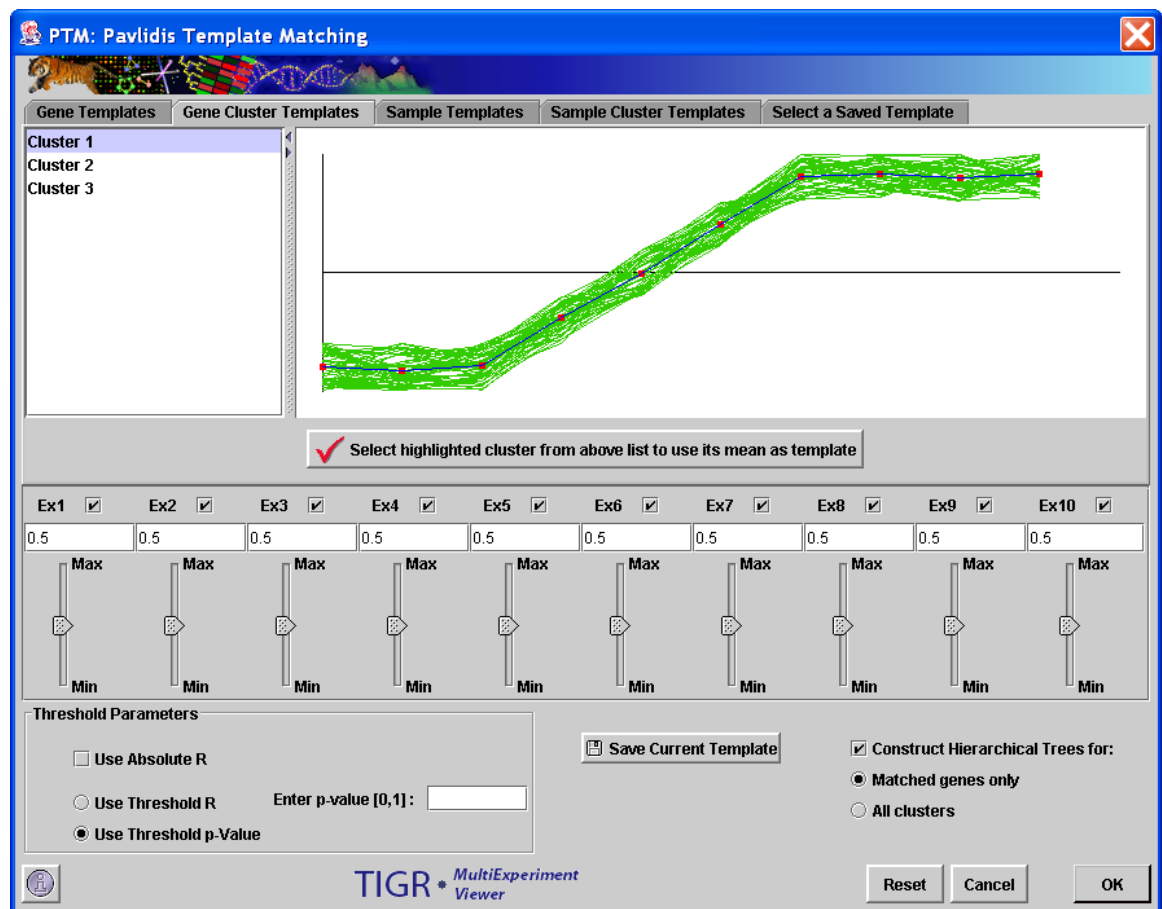 PTM: Pavlidis Template Matching
Gene Templates Gene Cluster Templates Sample Templates Sample Cluster Templates Select a Saved Template
Cluster 1
Cluster 2
Cluster 3
Select highlighted cluster from above list to use its mean as template
Ex1 Ex2 Ex3 Ex4 Ex5 Ex6 Ex7 Ex8 Ex9 Ex10
0.5 0.5 0.5 0.5 0.5 0.5 0.5 0.5 0.5 0.5
Max Max Max Max Max Max Max Max Max Max
Min Min Min Min Min Min Min Min Min Min
Threshold Parameters
Use Absolute R
Use Threshold R Enter p-value [0,1] :
Use Threshold p-Value
Save Current Template
Construct Hierarchical Trees for:
Matched genes only
All clusters
TIGR MultiExperiment
Viewer
Reset Cancel OK